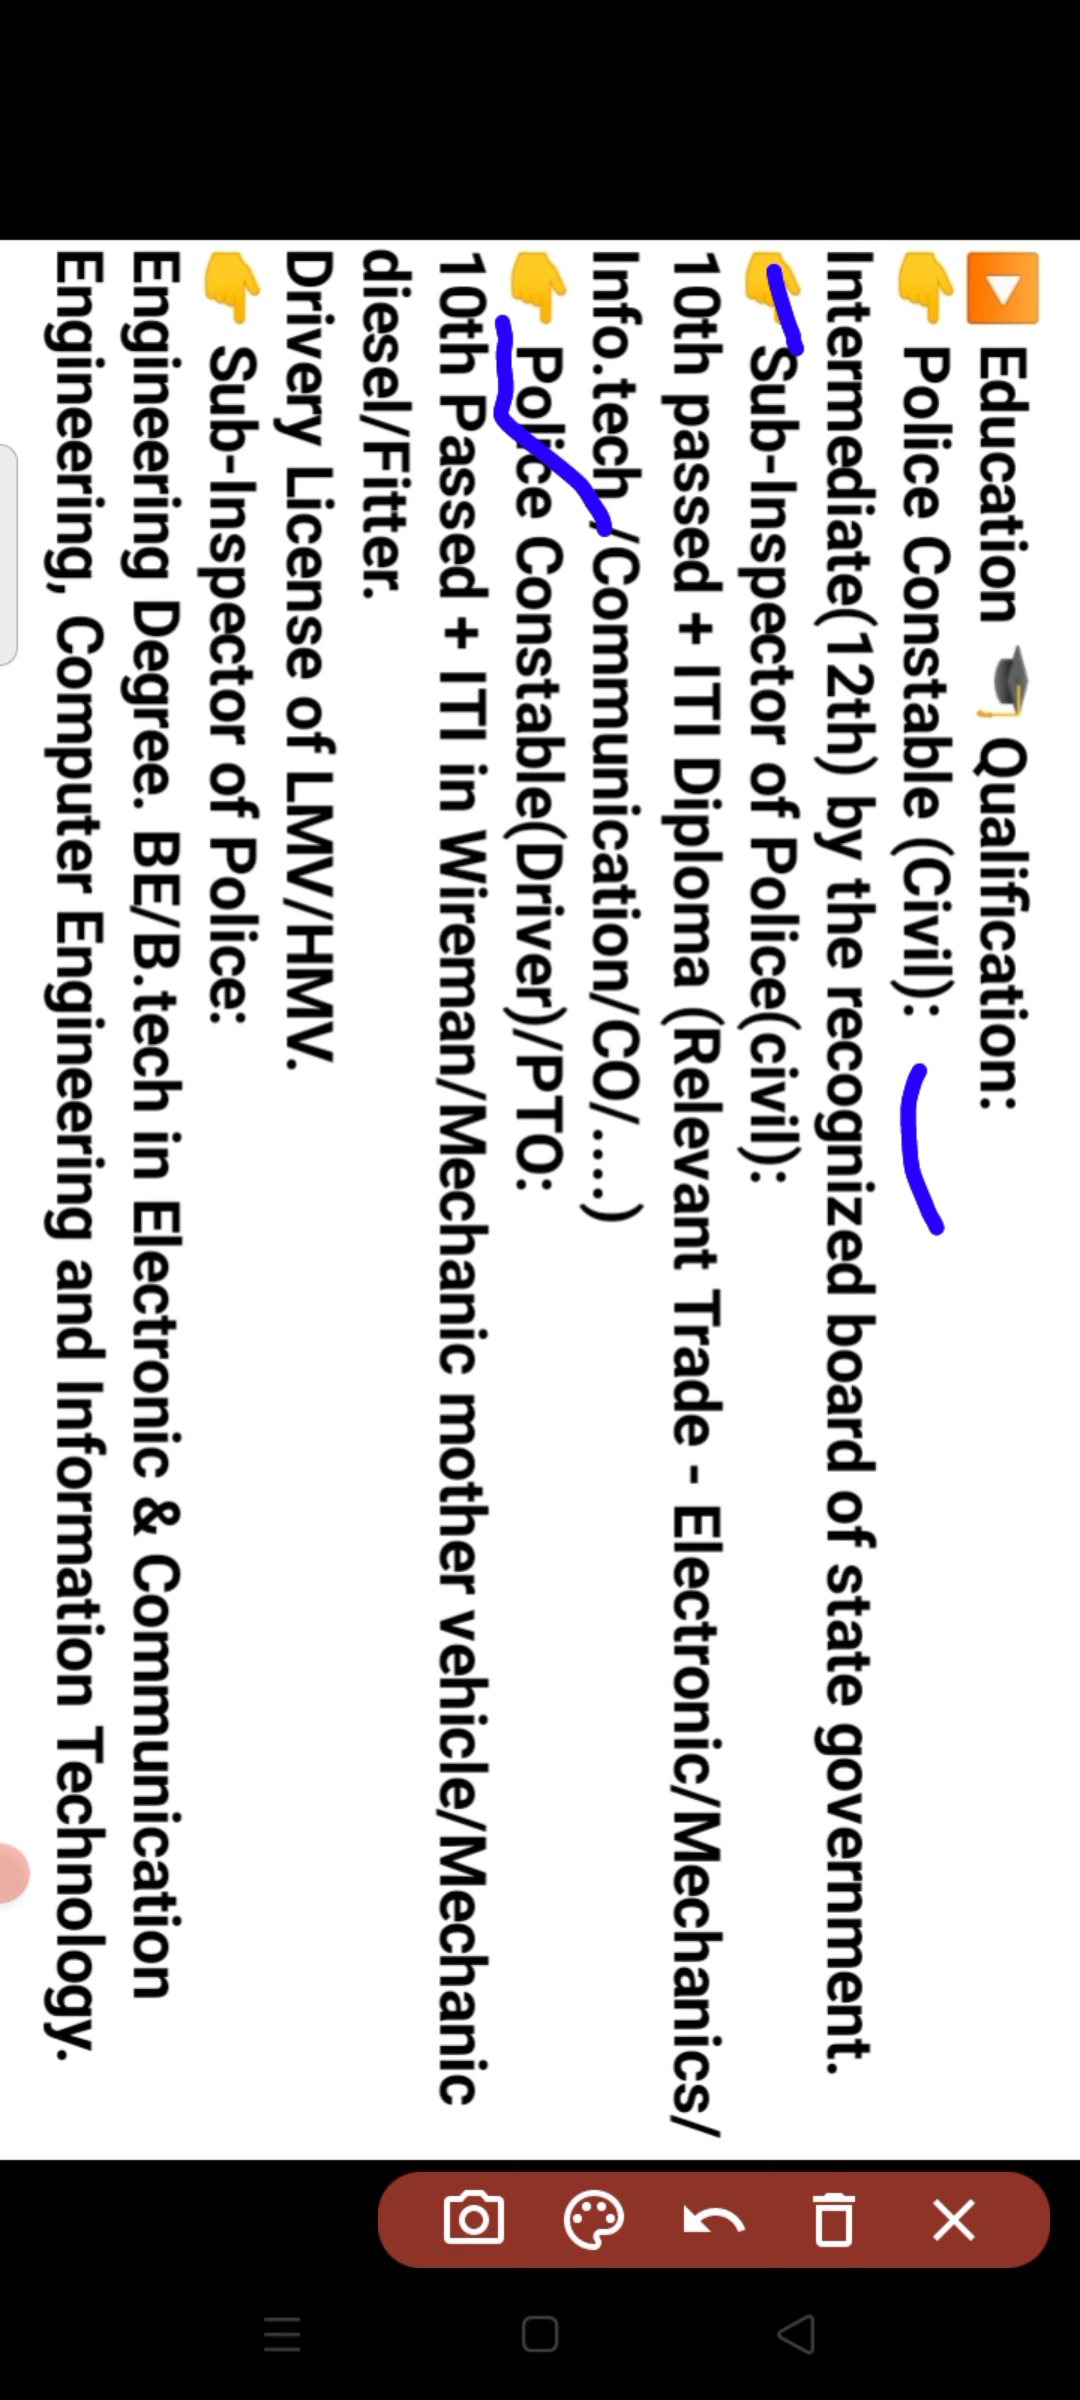 Education Qualification:
Police Constable (Civil):
Intermediate(12th) by the recognized board of state government.
Sub-Inspector of Police(civil):
10th passed + ITI Diploma (Relevant Trade - Electronic/Mechanics/
Info.tech /Communication/CO/....)
Police Constable(Driver)/PTO:
10th Passed + ITI in Wireman/Mechanic mother vehicle/Mechanic
diesel/Fitter.
Drivery License of LMV/HMV.
Sub-Inspector of Police:
Engineering Degree. BE/B.tech in Electronic & Communication
Engineering, Computer Engineering and Information Technology.